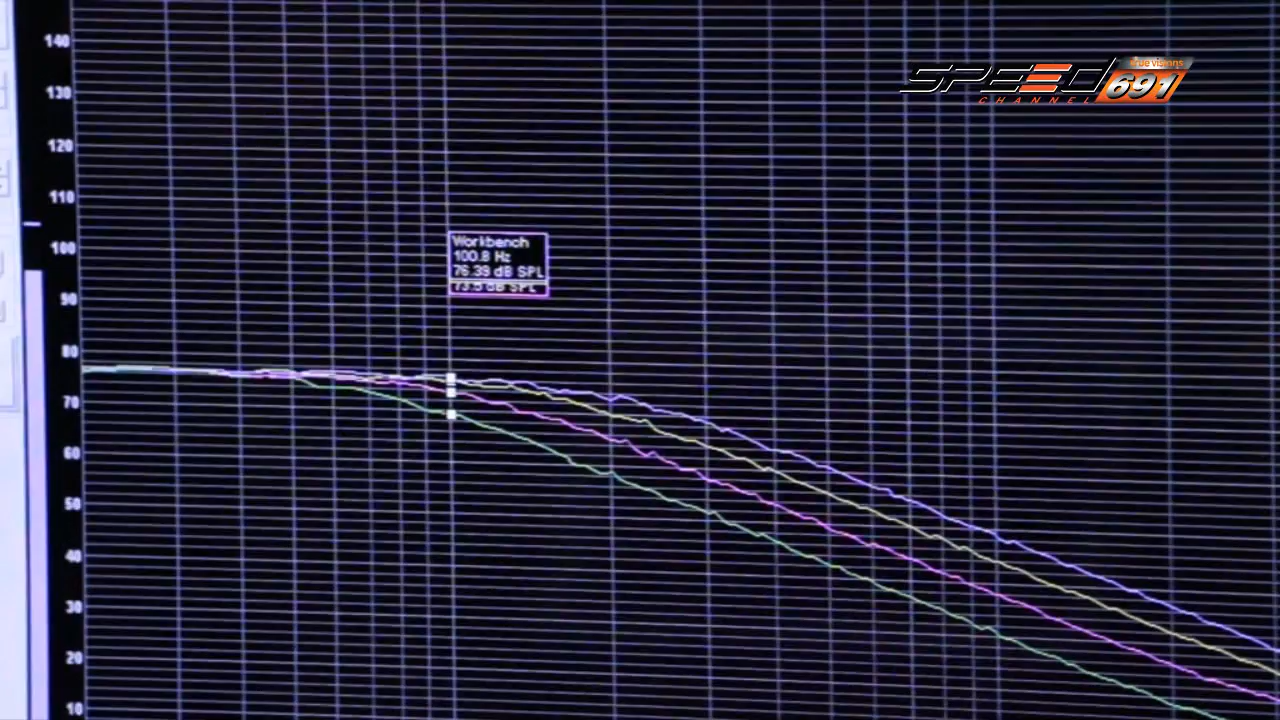 140
130
120
110
100
90
80
70
60
50
40
30
20
10
Workbench
100.8 Hz
76.39 dB SPL
73.5 dB SPL
SPEED
CHANNEL
true visions
691